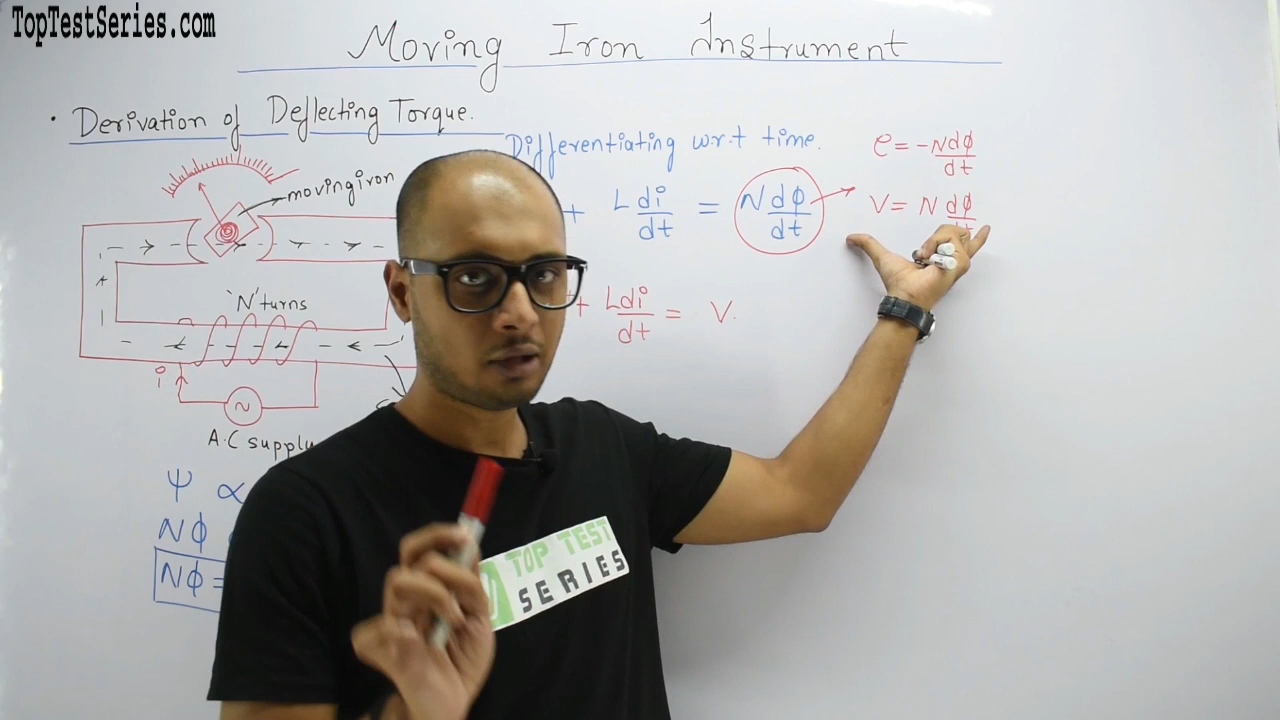 TopTestSeries.com
Moving Iron Instrument
· Derivation of Deflecting Torque.
Differentiating w.r.t time.
e = -N dϕ/dt
moving iron
+ L di/dt = N dϕ/dt
V = N dϕ/dt
'N' turns
+ L di/dt = V.
i
~
A.C supply
Ψ ∝
Nϕ
Nϕ =
TOP TEST
SERIES